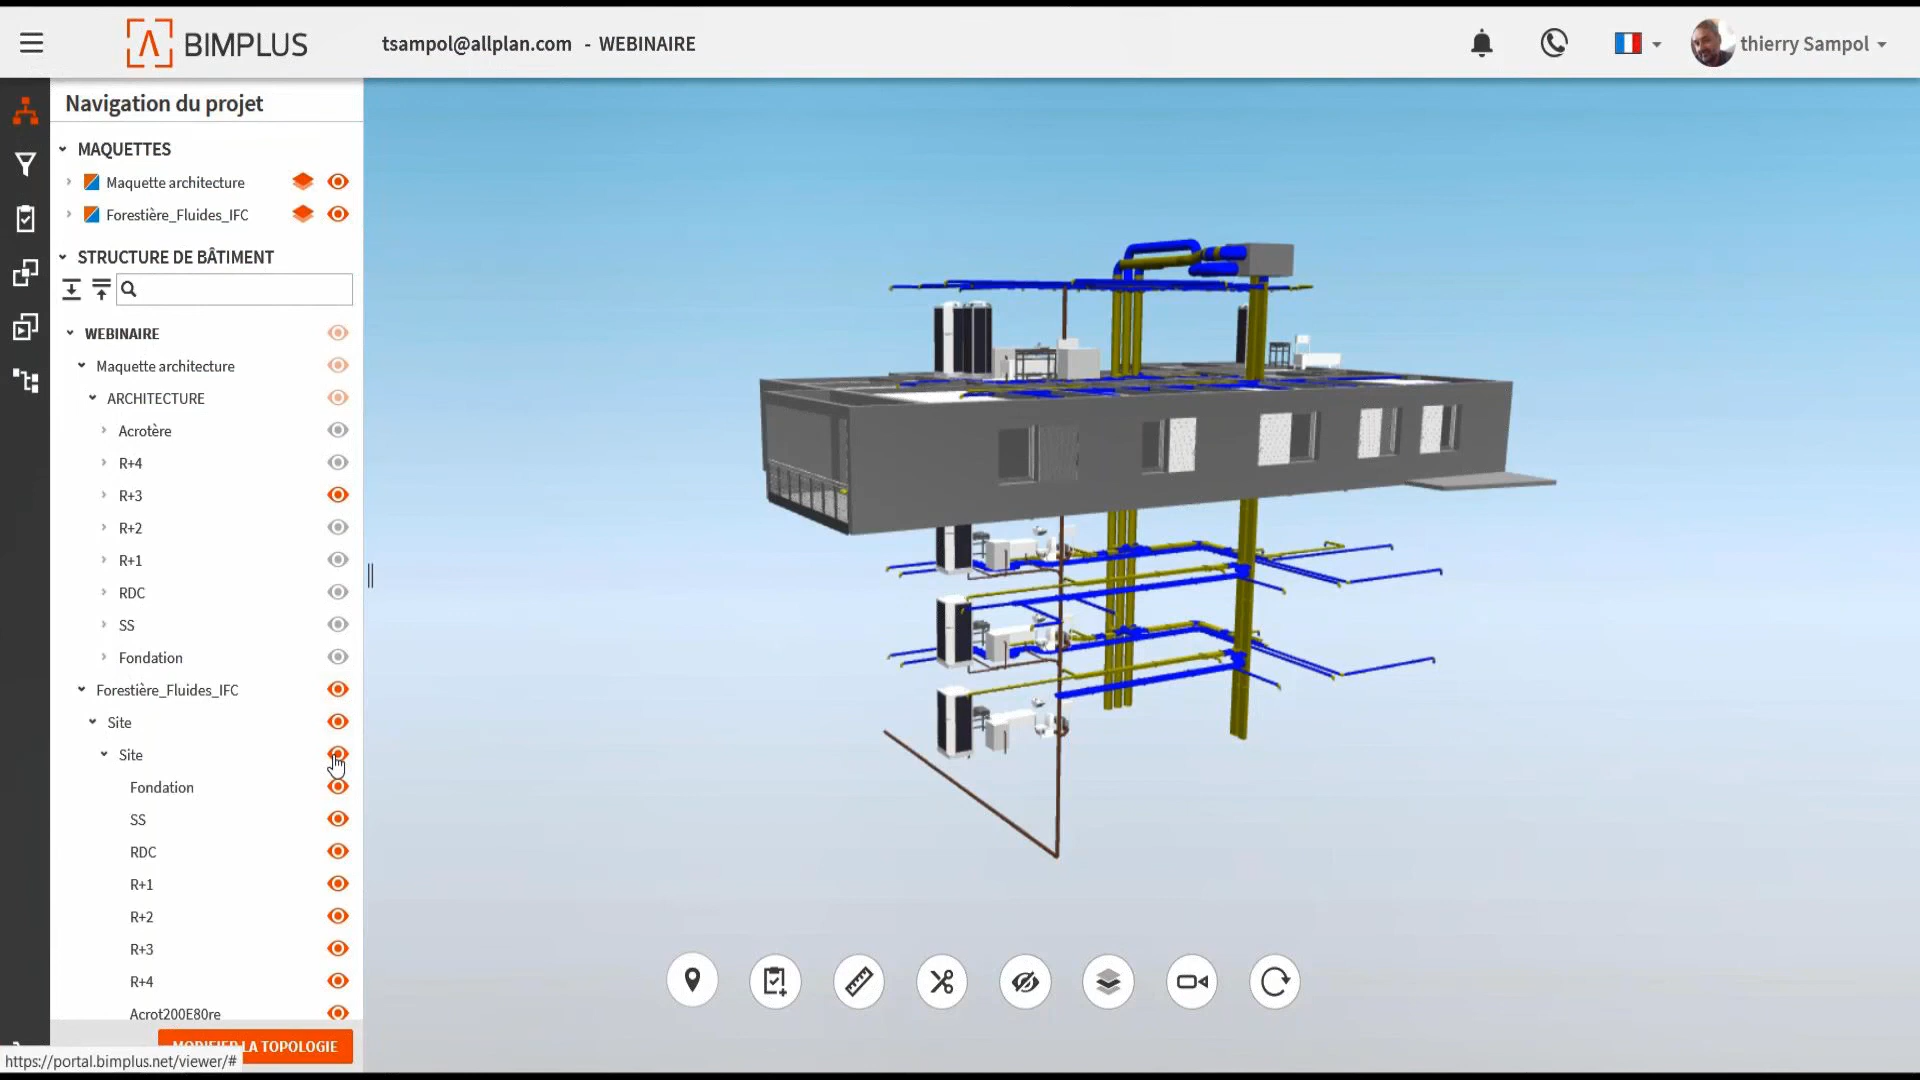 BIMPLUS
tsampol@allplan.com - WEBINAIRE
thierry Sampol
Navigation du projet
MAQUETTES
Maquette architecture
Forestière_Fluides_IFC
STRUCTURE DE BÂTIMENT
WEBINAIRE
Maquette architecture
ARCHITECTURE
Acrotère
R+4
R+3
R+2
R+1
RDC
SS
Fondation
Forestière_Fluides_IFC
Site
Site
Fondation
SS
RDC
R+1
R+2
R+3
R+4
Acrot200E80re
MODIFIER LA TOPOLOGIE
https://portal.bimplus.net/viewer/#